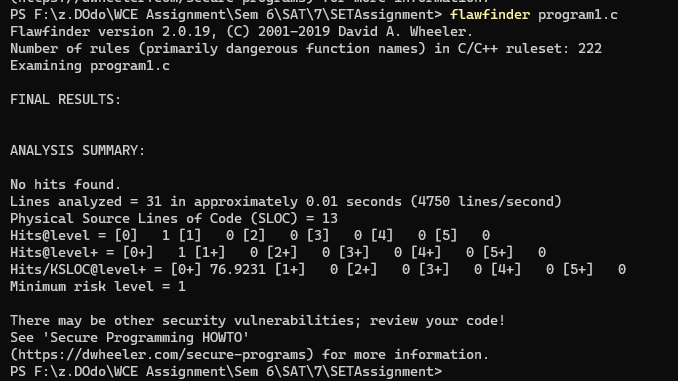 (https://dwheeler.com/secure-programs) for more information.
PS F:\z.DOdo\WCE Assignment\Sem 6\SAT\7\SETAssignment> flawfinder program1.c
Flawfinder version 2.0.19, (C) 2001-2019 David A. Wheeler.
Number of rules (primarily dangerous function names) in C/C++ ruleset: 222
Examining program1.c
FINAL RESULTS:
ANALYSIS SUMMARY:
No hits found.
Lines analyzed = 31 in approximately 0.01 seconds (4750 lines/second)
Physical Source Lines of Code (SLOC) = 13
Hits@level = [0]   1 [1]   0 [2]   0 [3]   0 [4]   0 [5]   0
Hits@level+ = [0+]   1 [1+]   0 [2+]   0 [3+]   0 [4+]   0 [5+]   0
Hits/KSLOC@level+ = [0+] 76.9231 [1+]   0 [2+]   0 [3+]   0 [4+]   0 [5+]   0
Minimum risk level = 1
There may be other security vulnerabilities; review your code!
See 'Secure Programming HOWTO'
(https://dwheeler.com/secure-programs) for more information.
PS F:\z.DOdo\WCE Assignment\Sem 6\SAT\7\SETAssignment>